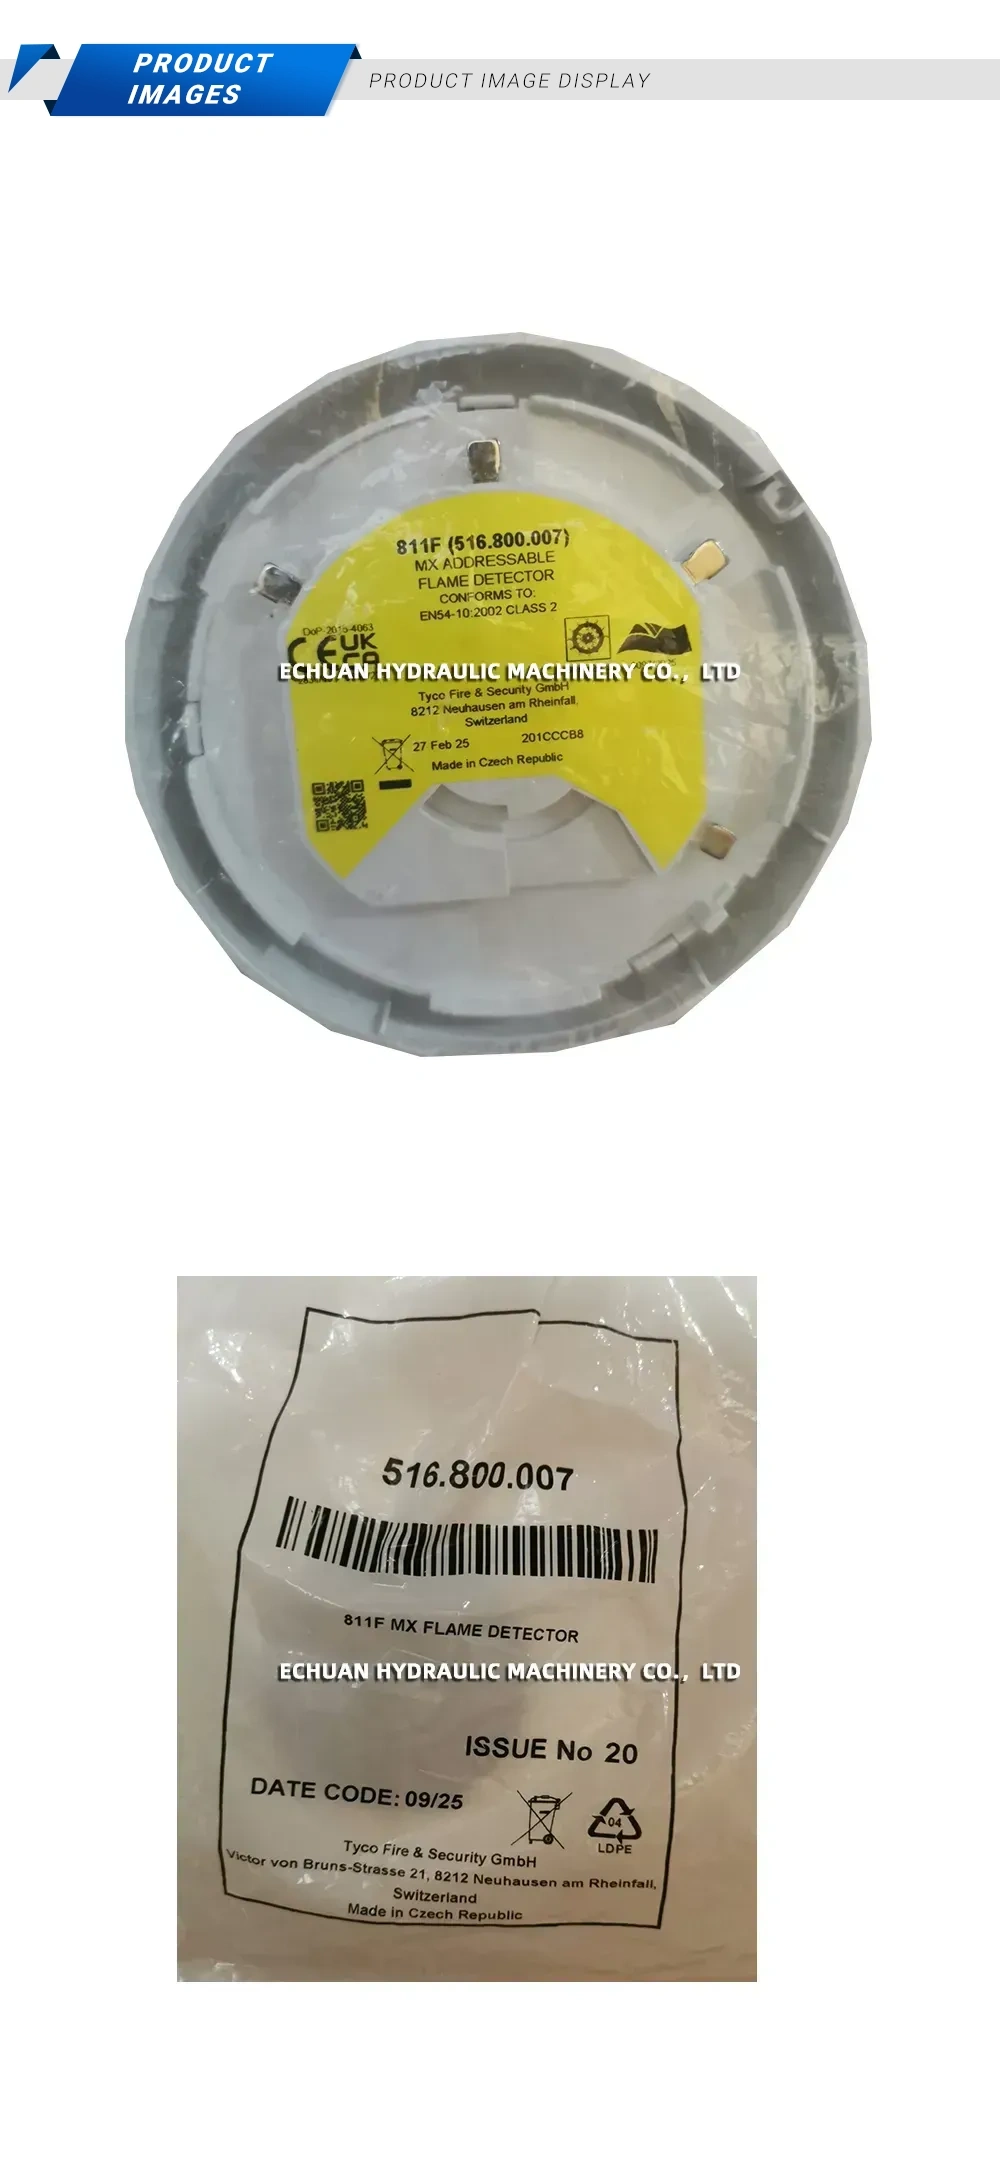 PRODUCT
IMAGES
PRODUCT IMAGE DISPLAY
811F (516.800.007)
MX ADDRESSABLE
FLAME DETECTOR
CONFORMS TO:
EN54-10:2002 CLASS 2
DoP-2015-4063
CE UK
CA
ECHUAN HYDRAULIC MACHINERY CO., LTD
Tyco Fire & Security GmbH
8212 Neuhausen am Rheinfall,
Switzerland
27 Feb 25 201CCCB8
Made in Czech Republic
516.800.007
811F MX FLAME DETECTOR
ECHUAN HYDRAULIC MACHINERY CO., LTD
ISSUE No 20
DATE CODE: 09/25
04
LDPE
Tyco Fire & Security GmbH
Victor von Bruns-Strasse 21, 8212 Neuhausen am Rheinfall,
Switzerland
Made in Czech Republic